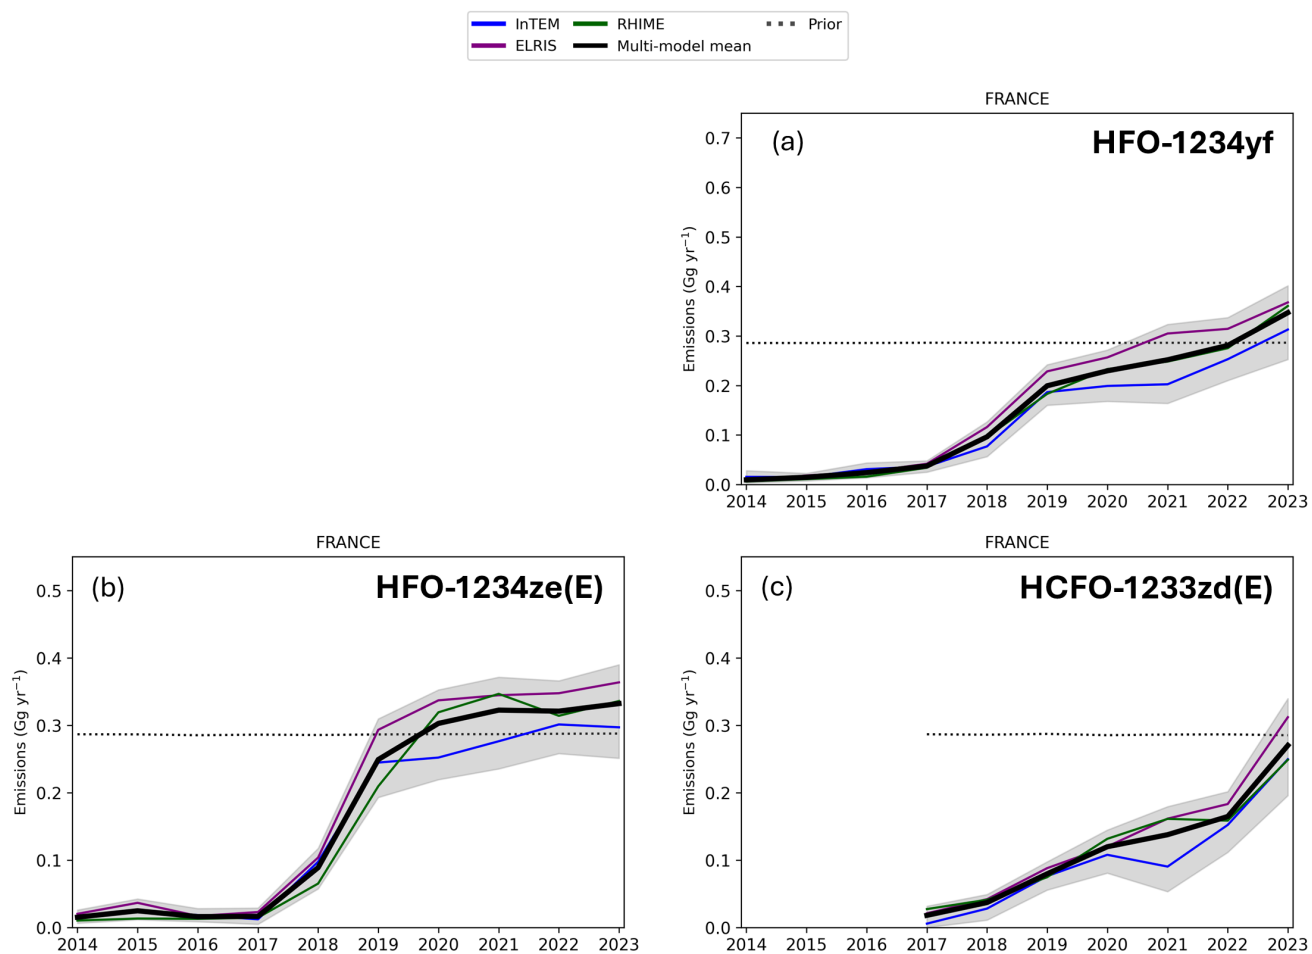 InTEM RHIME Prior
ELRIS Multi-model mean
FRANCE
(a) HFO-1234yf
Emissions (Gg yr⁻¹)
0.7
0.6
0.5
0.4
0.3
0.2
0.1
0.0
2014 2015 2016 2017 2018 2019 2020 2021 2022 2023
FRANCE
(b) HFO-1234ze(E)
Emissions (Gg yr⁻¹)
0.5
0.4
0.3
0.2
0.1
0.0
2014 2015 2016 2017 2018 2019 2020 2021 2022 2023
FRANCE
(c) HCFO-1233zd(E)
Emissions (Gg yr⁻¹)
0.5
0.4
0.3
0.2
0.1
0.0
2014 2015 2016 2017 2018 2019 2020 2021 2022 2023